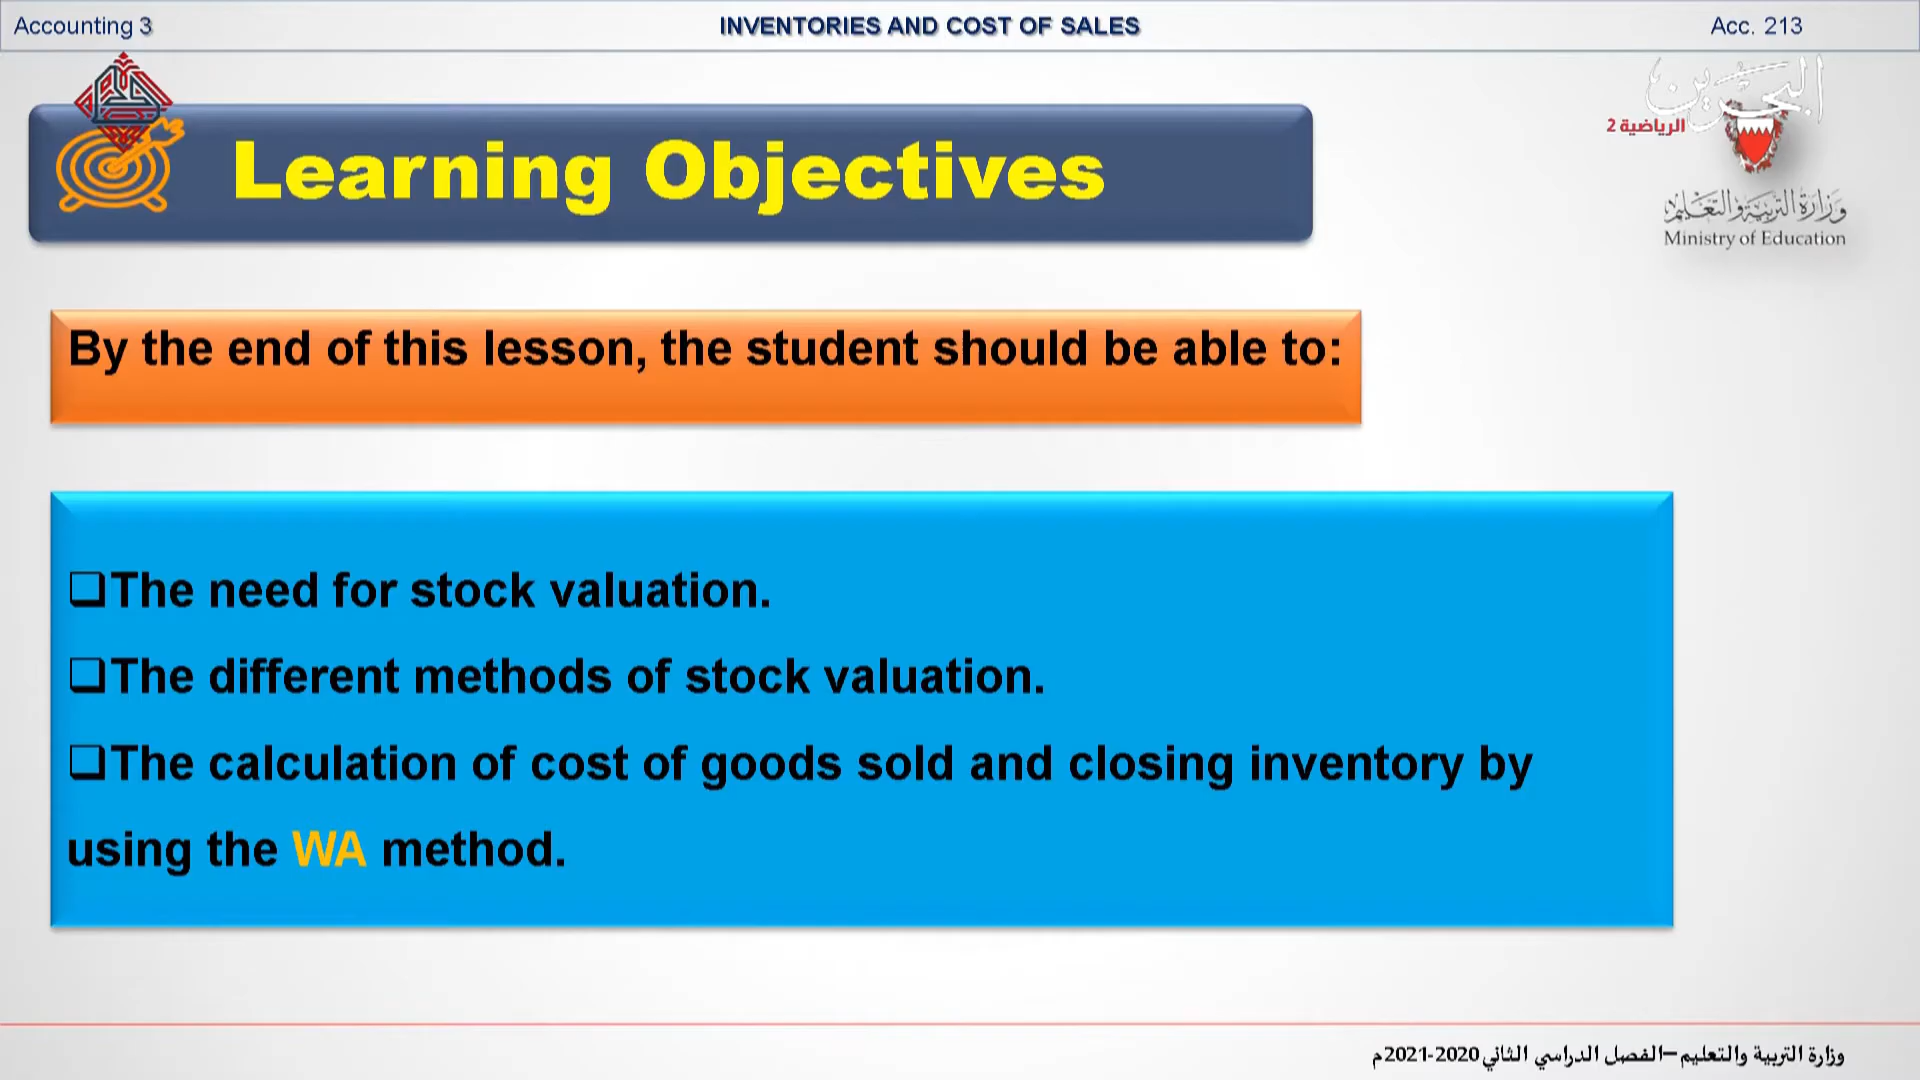 Accounting 3
INVENTORIES AND COST OF SALES
Acc. 213
البحرين
الرياضية 2
Learning Objectives
وزارة التربية والتعليم
Ministry of Education
By the end of this lesson, the student should be able to:
❑The need for stock valuation.
❑The different methods of stock valuation.
❑The calculation of cost of goods sold and closing inventory by
using the WA method.
وزارة التربية والتعليم –الفصل الدراسي الثاني 2020-2021م